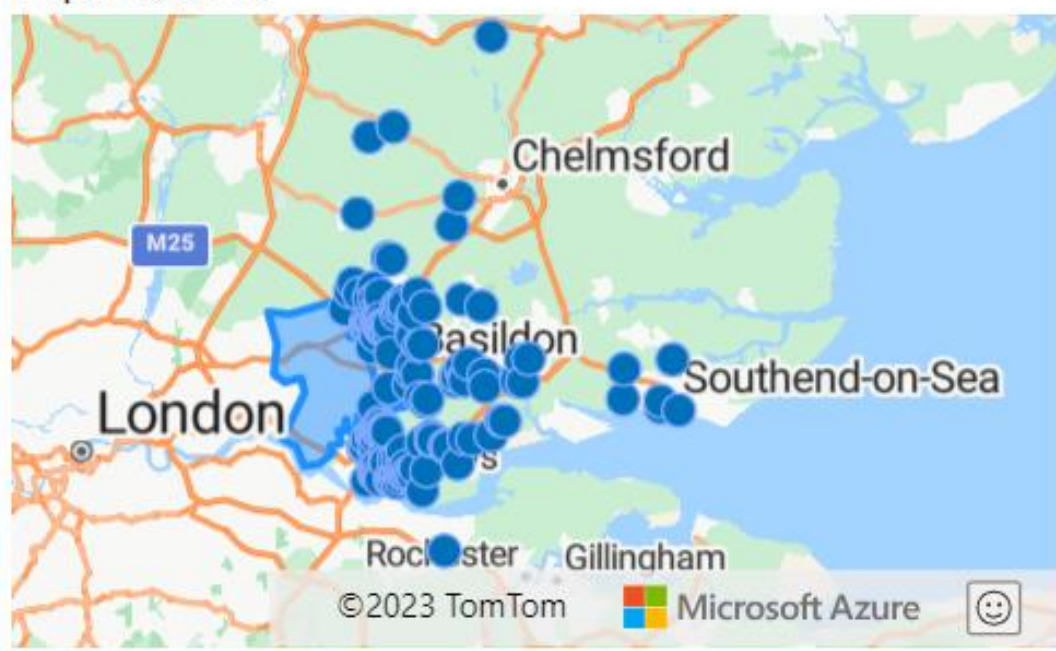 Chelmsford
M25
Basildon
Southend-on-Sea
London
Gillingham
©2023 TomTom
Microsoft Azure